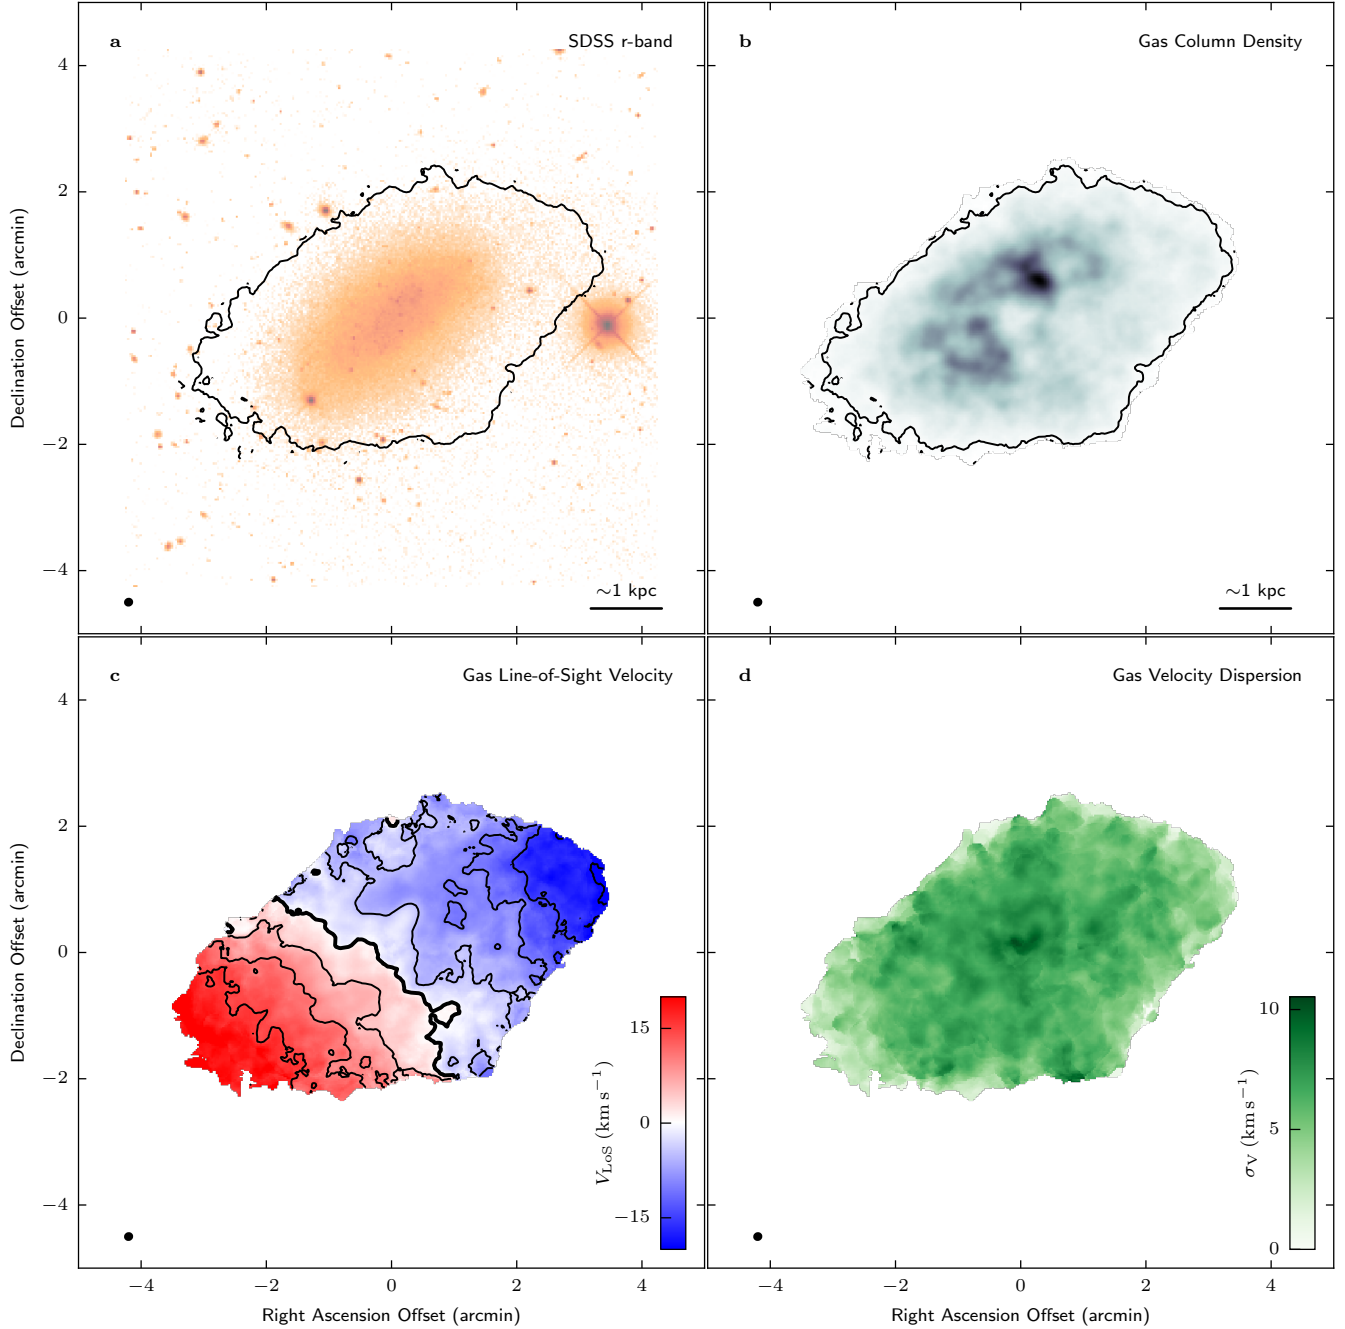 a
SDSS r-band
b
Gas Column Density
4
2
0
−2
−4
Declination Offset (arcmin)
∼1 kpc
∼1 kpc
c
Gas Line-of-Sight Velocity
d
Gas Velocity Dispersion
4
2
0
−2
−4
Declination Offset (arcmin)
15
0
−15
V_LoS (km s⁻¹)
10
5
0
σ_V (km s⁻¹)
−4 −2 0 2 4
−4 −2 0 2 4
Right Ascension Offset (arcmin)
Right Ascension Offset (arcmin)